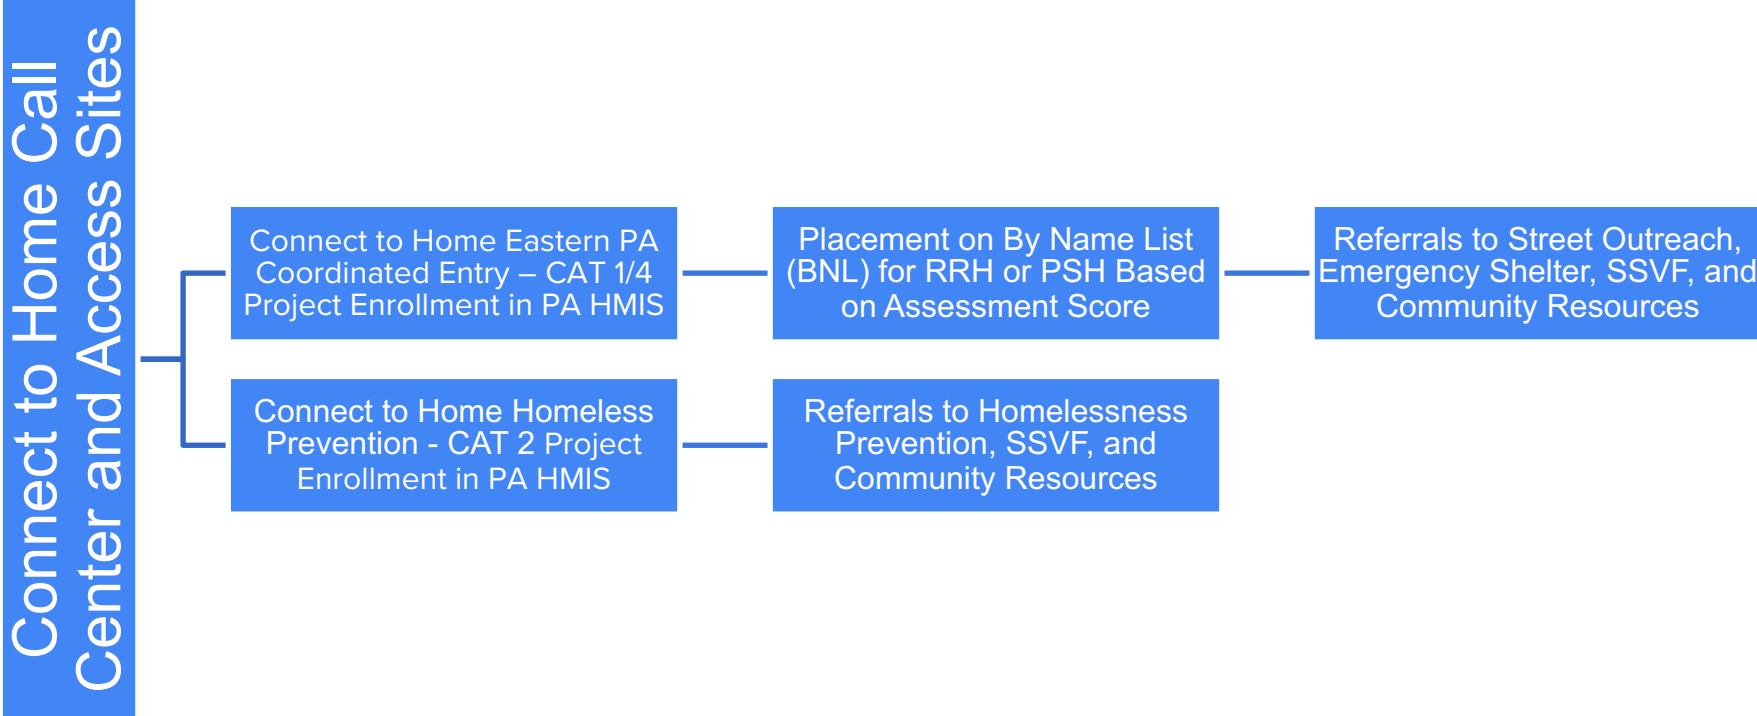 Connect to Home Call
Center and Access Sites
Connect to Home Eastern PA
Coordinated Entry – CAT 1/4
Project Enrollment in PA HMIS
Placement on By Name List
(BNL) for RRH or PSH Based
on Assessment Score
Referrals to Street Outreach,
Emergency Shelter, SSVF, and
Community Resources
Connect to Home Homeless
Prevention - CAT 2 Project
Enrollment in PA HMIS
Referrals to Homelessness
Prevention, SSVF, and
Community Resources